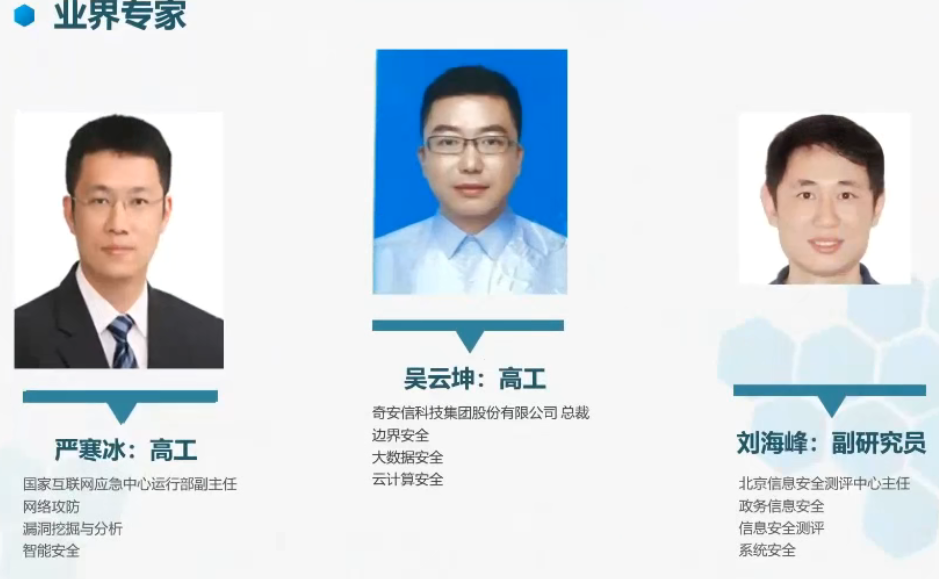 业界专家
严寒冰：高工
国家互联网应急中心运行部副主任
网络攻防
漏洞挖掘与分析
智能安全
吴云坤：高工
奇安信科技集团股份有限公司 总裁
边界安全
大数据安全
云计算安全
刘海峰：副研究员
北京信息安全测评中心主任
政务信息安全
信息安全测评
系统安全